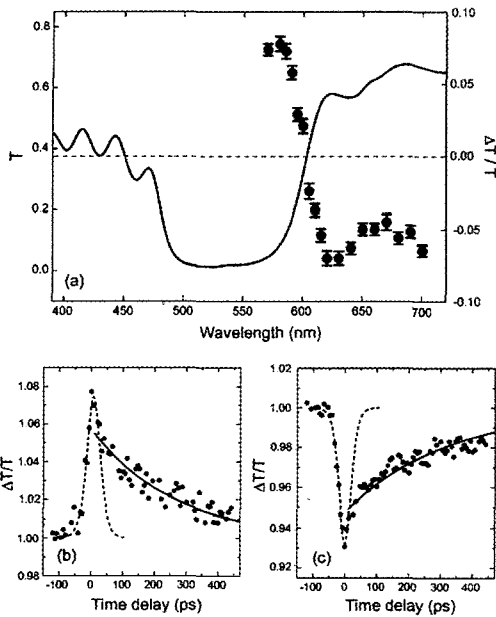 0.8
0.6
0.4
0.2
0.0
T
0.10
0.05
0.00
-0.05
-0.10
ΔT/T
(a)
400 450 500 550 600 650 700
Wavelength (nm)
1.08
1.06
1.04
1.02
1.00
0.98
ΔT/T
(b)
-100 0 100 200 300 400
Time delay (ps)
1.02
1.00
0.98
0.96
0.94
0.92
ΔT/T
(c)
-100 0 100 200 300 400
Time delay (ps)